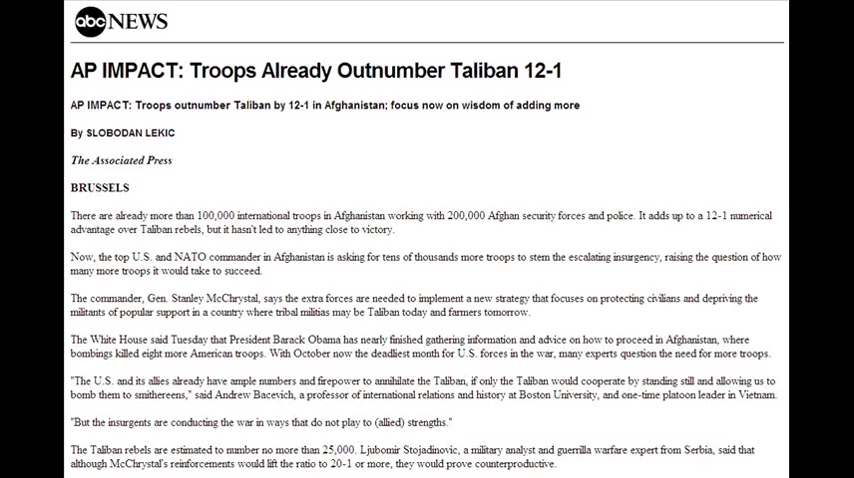 abc NEWS
AP IMPACT: Troops Already Outnumber Taliban 12-1
AP IMPACT: Troops outnumber Taliban by 12-1 in Afghanistan; focus now on wisdom of adding more
By SLOBODAN LEKIC
The Associated Press
BRUSSELS
There are already more than 100,000 international troops in Afghanistan working with 200,000 Afghan security forces and police. It adds up to a 12-1 numerical
advantage over Taliban rebels, but it hasn't led to anything close to victory.
Now, the top U.S. and NATO commander in Afghanistan is asking for tens of thousands more troops to stem the escalating insurgency, raising the question of how
many more troops it would take to succeed.
The commander, Gen. Stanley McChrystal, says the extra forces are needed to implement a new strategy that focuses on protecting civilians and depriving the
militants of popular support in a country where tribal militias may be Taliban today and farmers tomorrow.
The White House said Tuesday that President Barack Obama has nearly finished gathering information and advice on how to proceed in Afghanistan, where
bombings killed eight more American troops. With October now the deadliest month for U.S. forces in the war, many experts question the need for more troops.
"The U.S. and its allies already have ample numbers and firepower to annihilate the Taliban, if only the Taliban would cooperate by standing still and allowing us to
bomb them to smithereens," said Andrew Bacevich, a professor of international relations and history at Boston University, and one-time platoon leader in Vietnam.
"But the insurgents are conducting the war in ways that do not play to (allied) strengths."
The Taliban rebels are estimated to number no more than 25,000. Ljubomir Stojadinovic, a military analyst and guerrilla warfare expert from Serbia, said that
although McChrystal's reinforcements would lift the ratio to 20-1 or more, they would prove counterproductive.